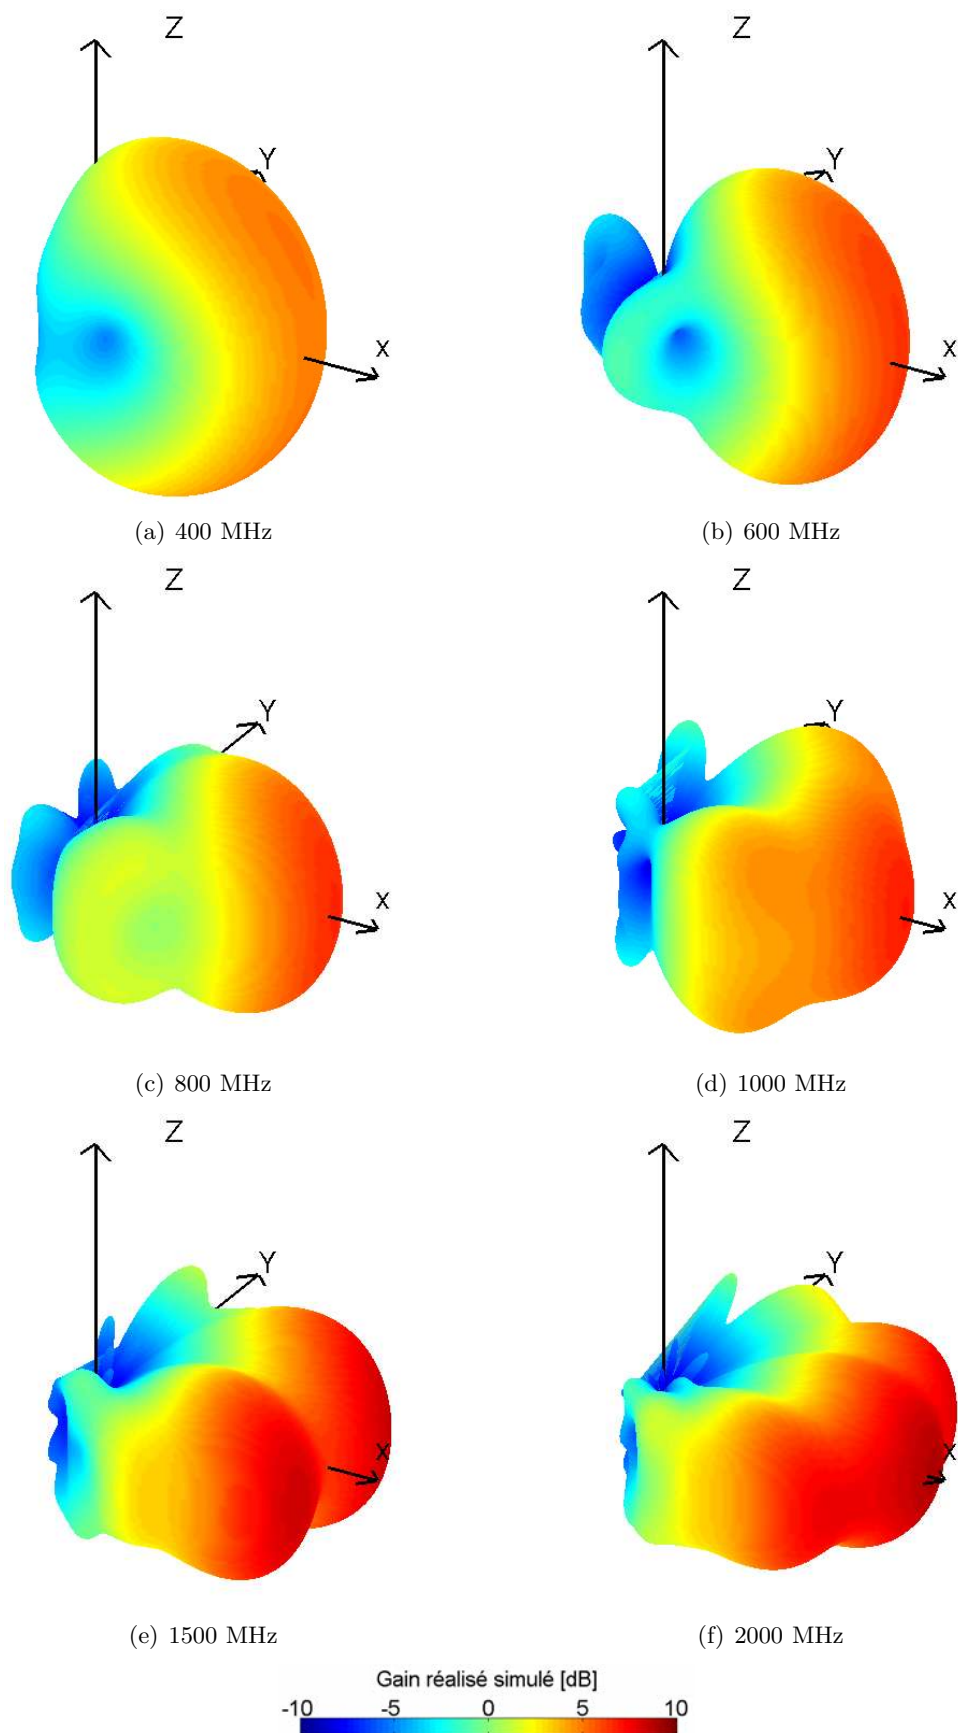 Z Z
Y Y
X X
(a) 400 MHz (b) 600 MHz
Z Z
Y Y
X X
(c) 800 MHz (d) 1000 MHz
Z Z
Y Y
X X
(e) 1500 MHz (f) 2000 MHz
Gain réalisé simulé [dB]
-10 -5 0 5 10